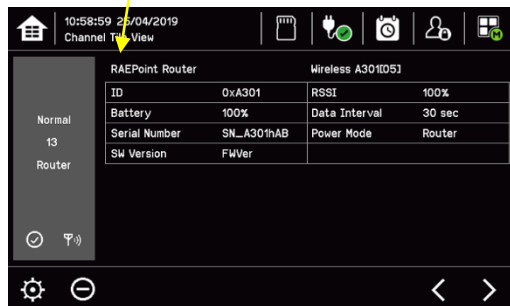 10:58:59 25/04/2019
Channel Tile View
RAEPoint Router Wireless A301[05]
ID 0xA301 RSSI 100%
Battery 100% Data Interval 30 sec
Serial Number SN_A301hAB Power Mode Router
SW Version FWVer
Normal
13
Router
M